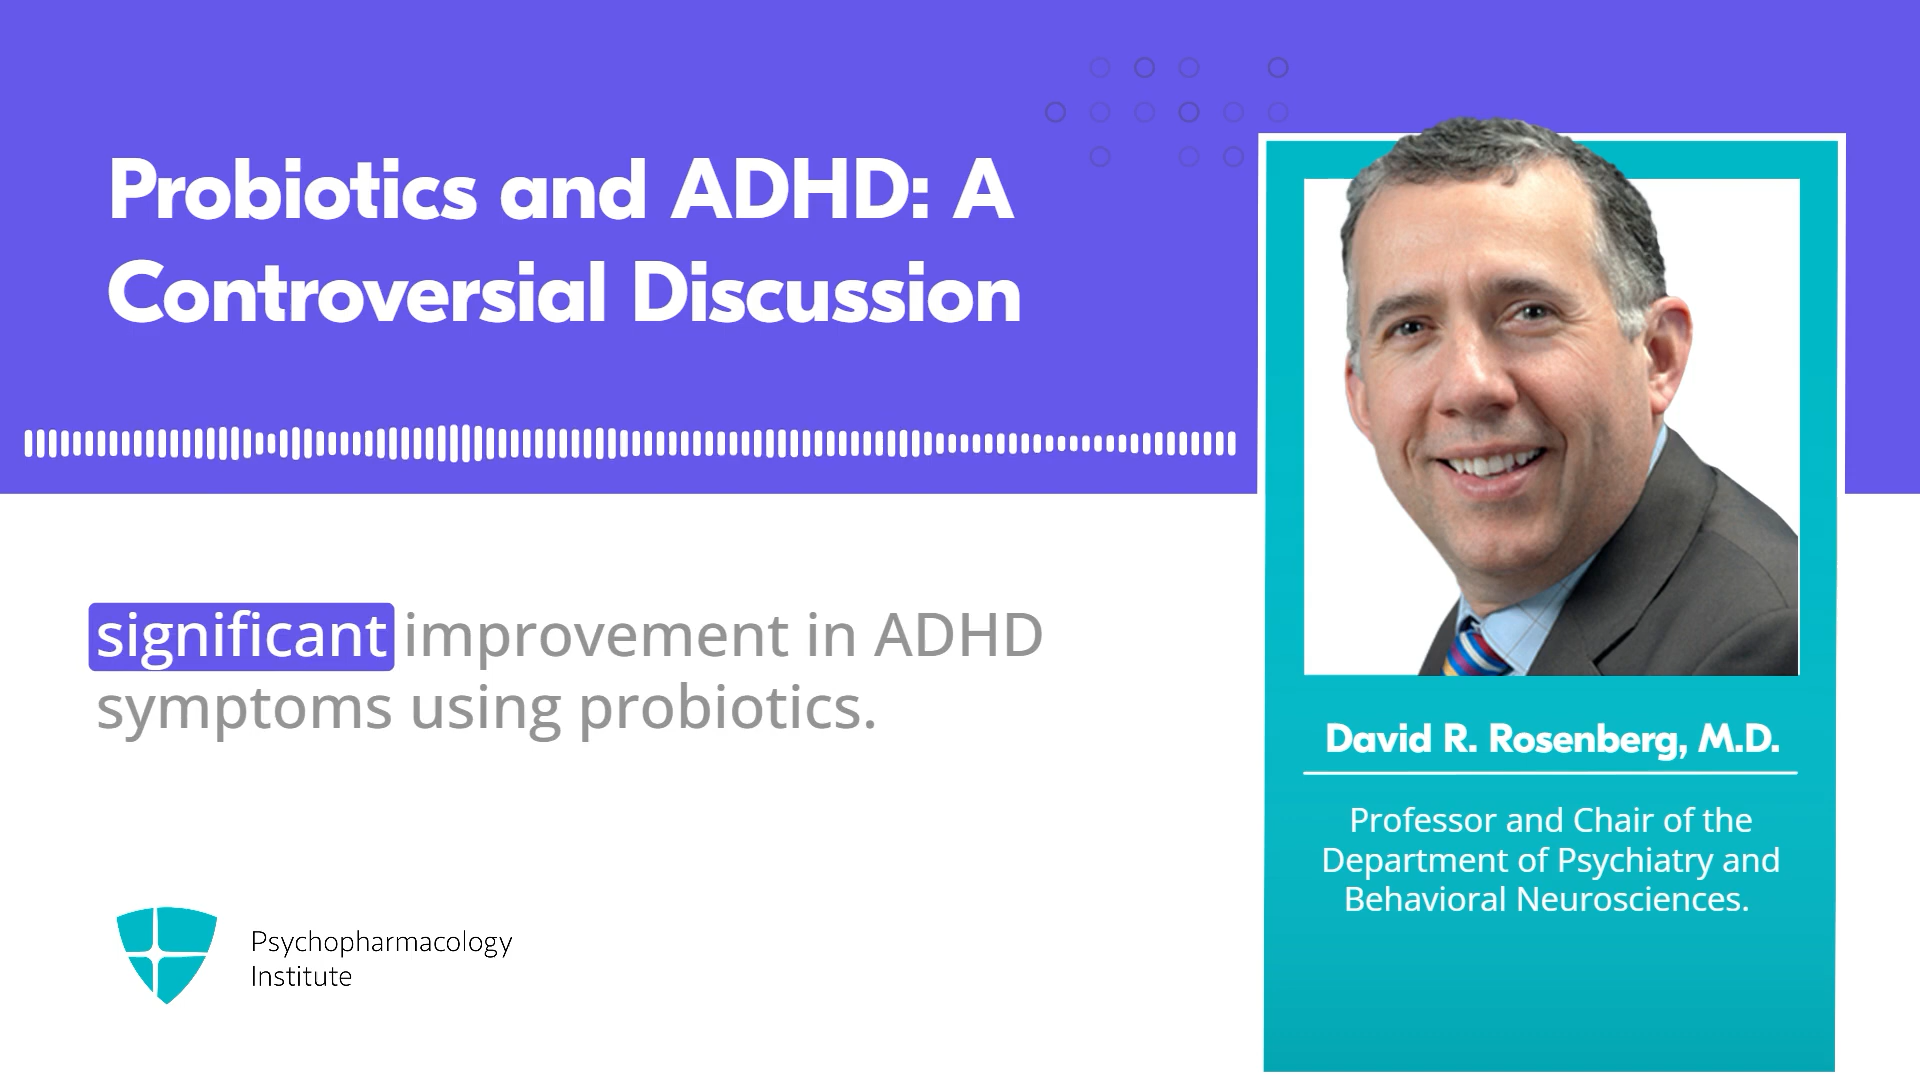 Probiotics and ADHD: A
Controversial Discussion
significant improvement in ADHD
symptoms using probiotics.
David R. Rosenberg, M.D.
Professor and Chair of the
Department of Psychiatry and
Behavioral Neurosciences.
Psychopharmacology
Institute